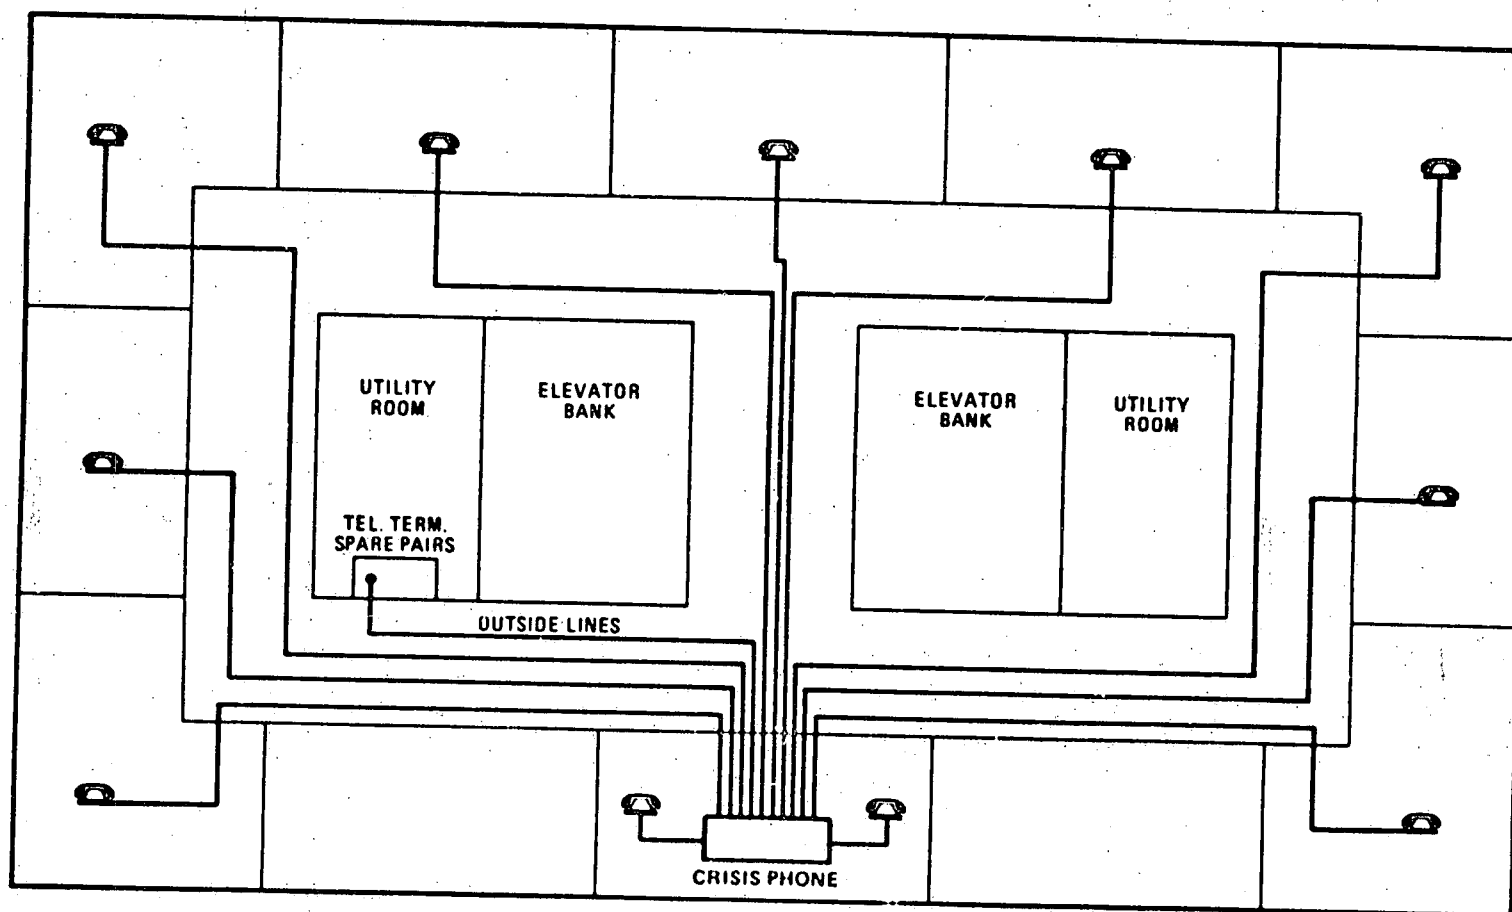 UTILITY
ROOM
ELEVATOR
BANK
ELEVATOR
BANK
UTILITY
ROOM
TEL. TERM.
SPARE PAIRS
OUTSIDE LINES
CRISIS PHONE